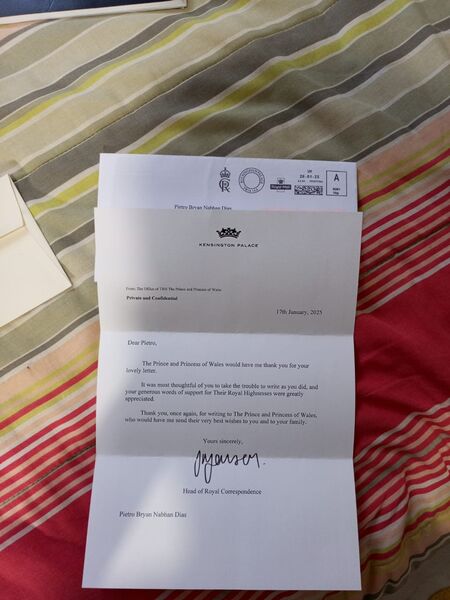 UK
A
Royal Mail
Pietro Bryan Nabhan Dias
KENSINGTON PALACE
From: The Office of TRH The Prince and Princess of Wales
Private and Confidential
17th January, 2025
Dear Pietro,
The Prince and Princess of Wales would have me thank you for your
lovely letter.
It was most thoughtful of you to take the trouble to write as you did, and
your generous words of support for Their Royal Highnesses were greatly
appreciated.
Thank you, once again, for writing to The Prince and Princess of Wales,
who would have me send their very best wishes to you and to your family.
Yours sincerely,
Head of Royal Correspondence
Pietro Bryan Nabhan Dias